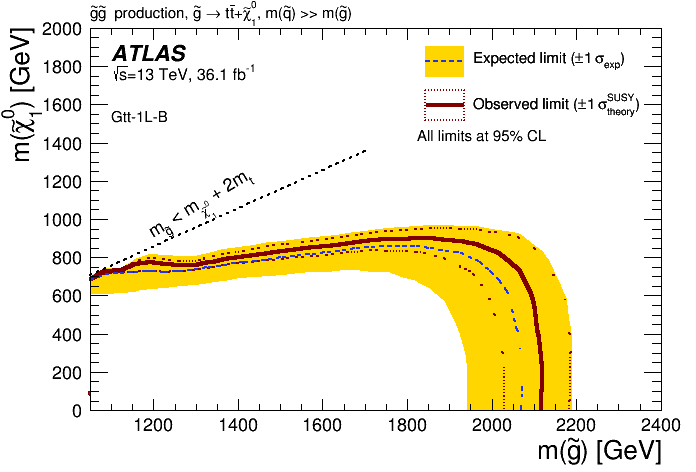 g̃g̃ production, g̃ → tt̄+χ̃⁰₁, m(q̃) >> m(g̃)
m(χ̃⁰₁) [GeV]
2000
1800
1600
1400
1200
1000
800
600
400
200
0
ATLAS
√s=13 TeV, 36.1 fb⁻¹
Gtt-1L-B
Expected limit (±1 σ_exp)
Observed limit (±1 σ^SUSY_theory)
All limits at 95% CL
m_g̃ < m_χ̃⁰₁ + 2m_t
1200 1400 1600 1800 2000 2200 2400
m(g̃) [GeV]